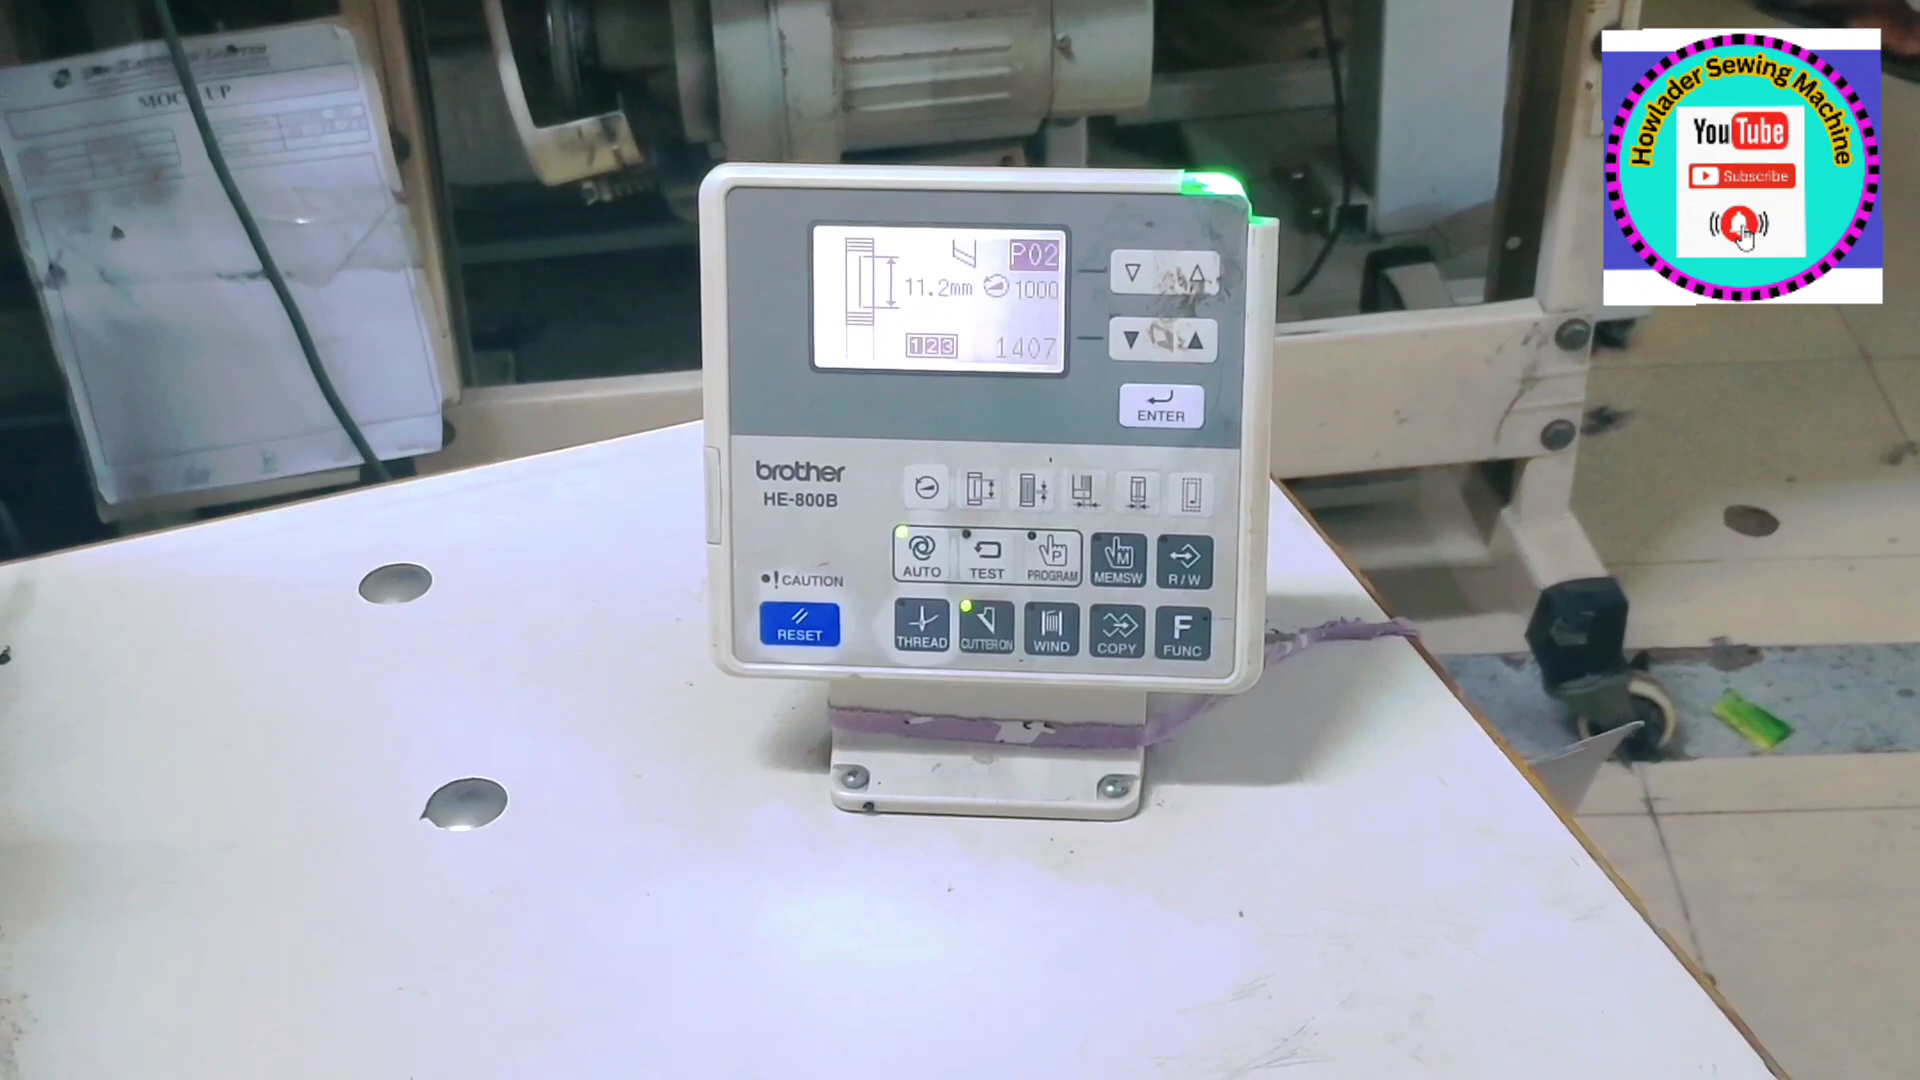 MOCK UP
Howlader Sewing Machine
YouTube
Subscribe
P02
11.2mm
1000
123
1407
ENTER
brother
HE-800B
AUTO
TEST
PROGRAM
MEMSW
R/W
CAUTION
RESET
THREAD
CUTTER ON
WIND
COPY
F
FUNC